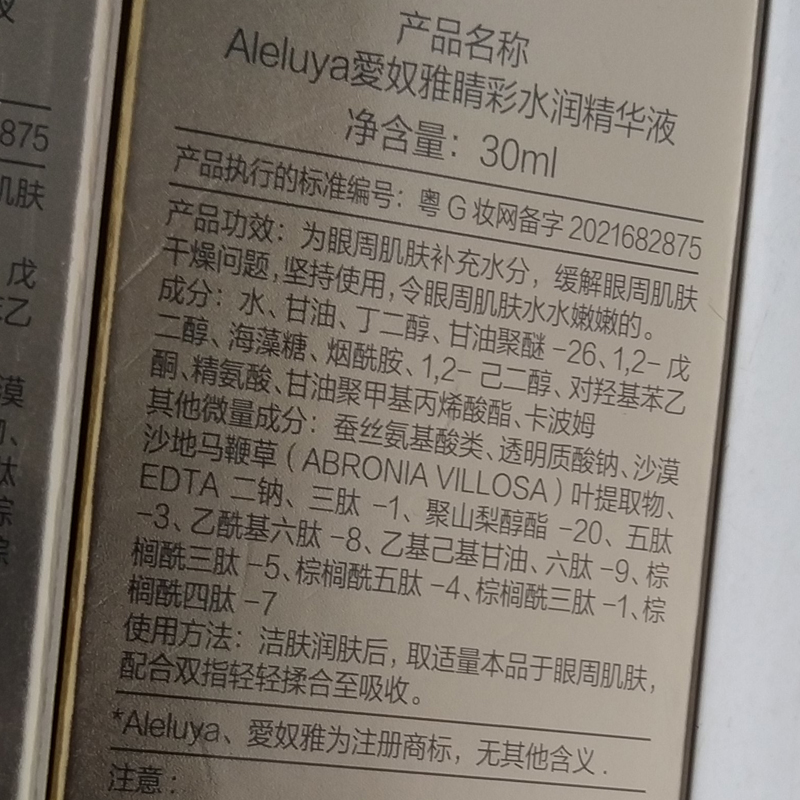 产品名称
Aleluya愛奴雅睛彩水润精华液
净含量：30ml
产品执行的标准编号：粤G妆网备字2021682875
产品功效：为眼周肌肤补充水分，缓解眼周肌肤
干燥问题，坚持使用，令眼周肌肤水水嫩嫩的。
成分：水、甘油、丁二醇、甘油聚醚-26、1,2-戊
二醇、海藻糖、烟酰胺、1,2-己二醇、对羟基苯乙
酮、精氨酸、甘油聚甲基丙烯酸酯、卡波姆
其他微量成分：蚕丝氨基酸类、透明质酸钠、沙漠
沙地马鞭草（ABRONIA VILLOSA）叶提取物、
EDTA 二钠、三肽-1、聚山梨醇酯-20、五肽
-3、乙酰基六肽-8、乙基己基甘油、六肽-9、棕
榈酰三肽-5、棕榈酰五肽-4、棕榈酰三肽-1、棕
榈酰四肽-7
使用方法：洁肤润肤后，取适量本品于眼周肌肤，
配合双指轻轻揉合至吸收。
*Aleluya、愛奴雅为注册商标，无其他含义.
注意：
2875
肌肤
戊
乙
漠
肽
棕